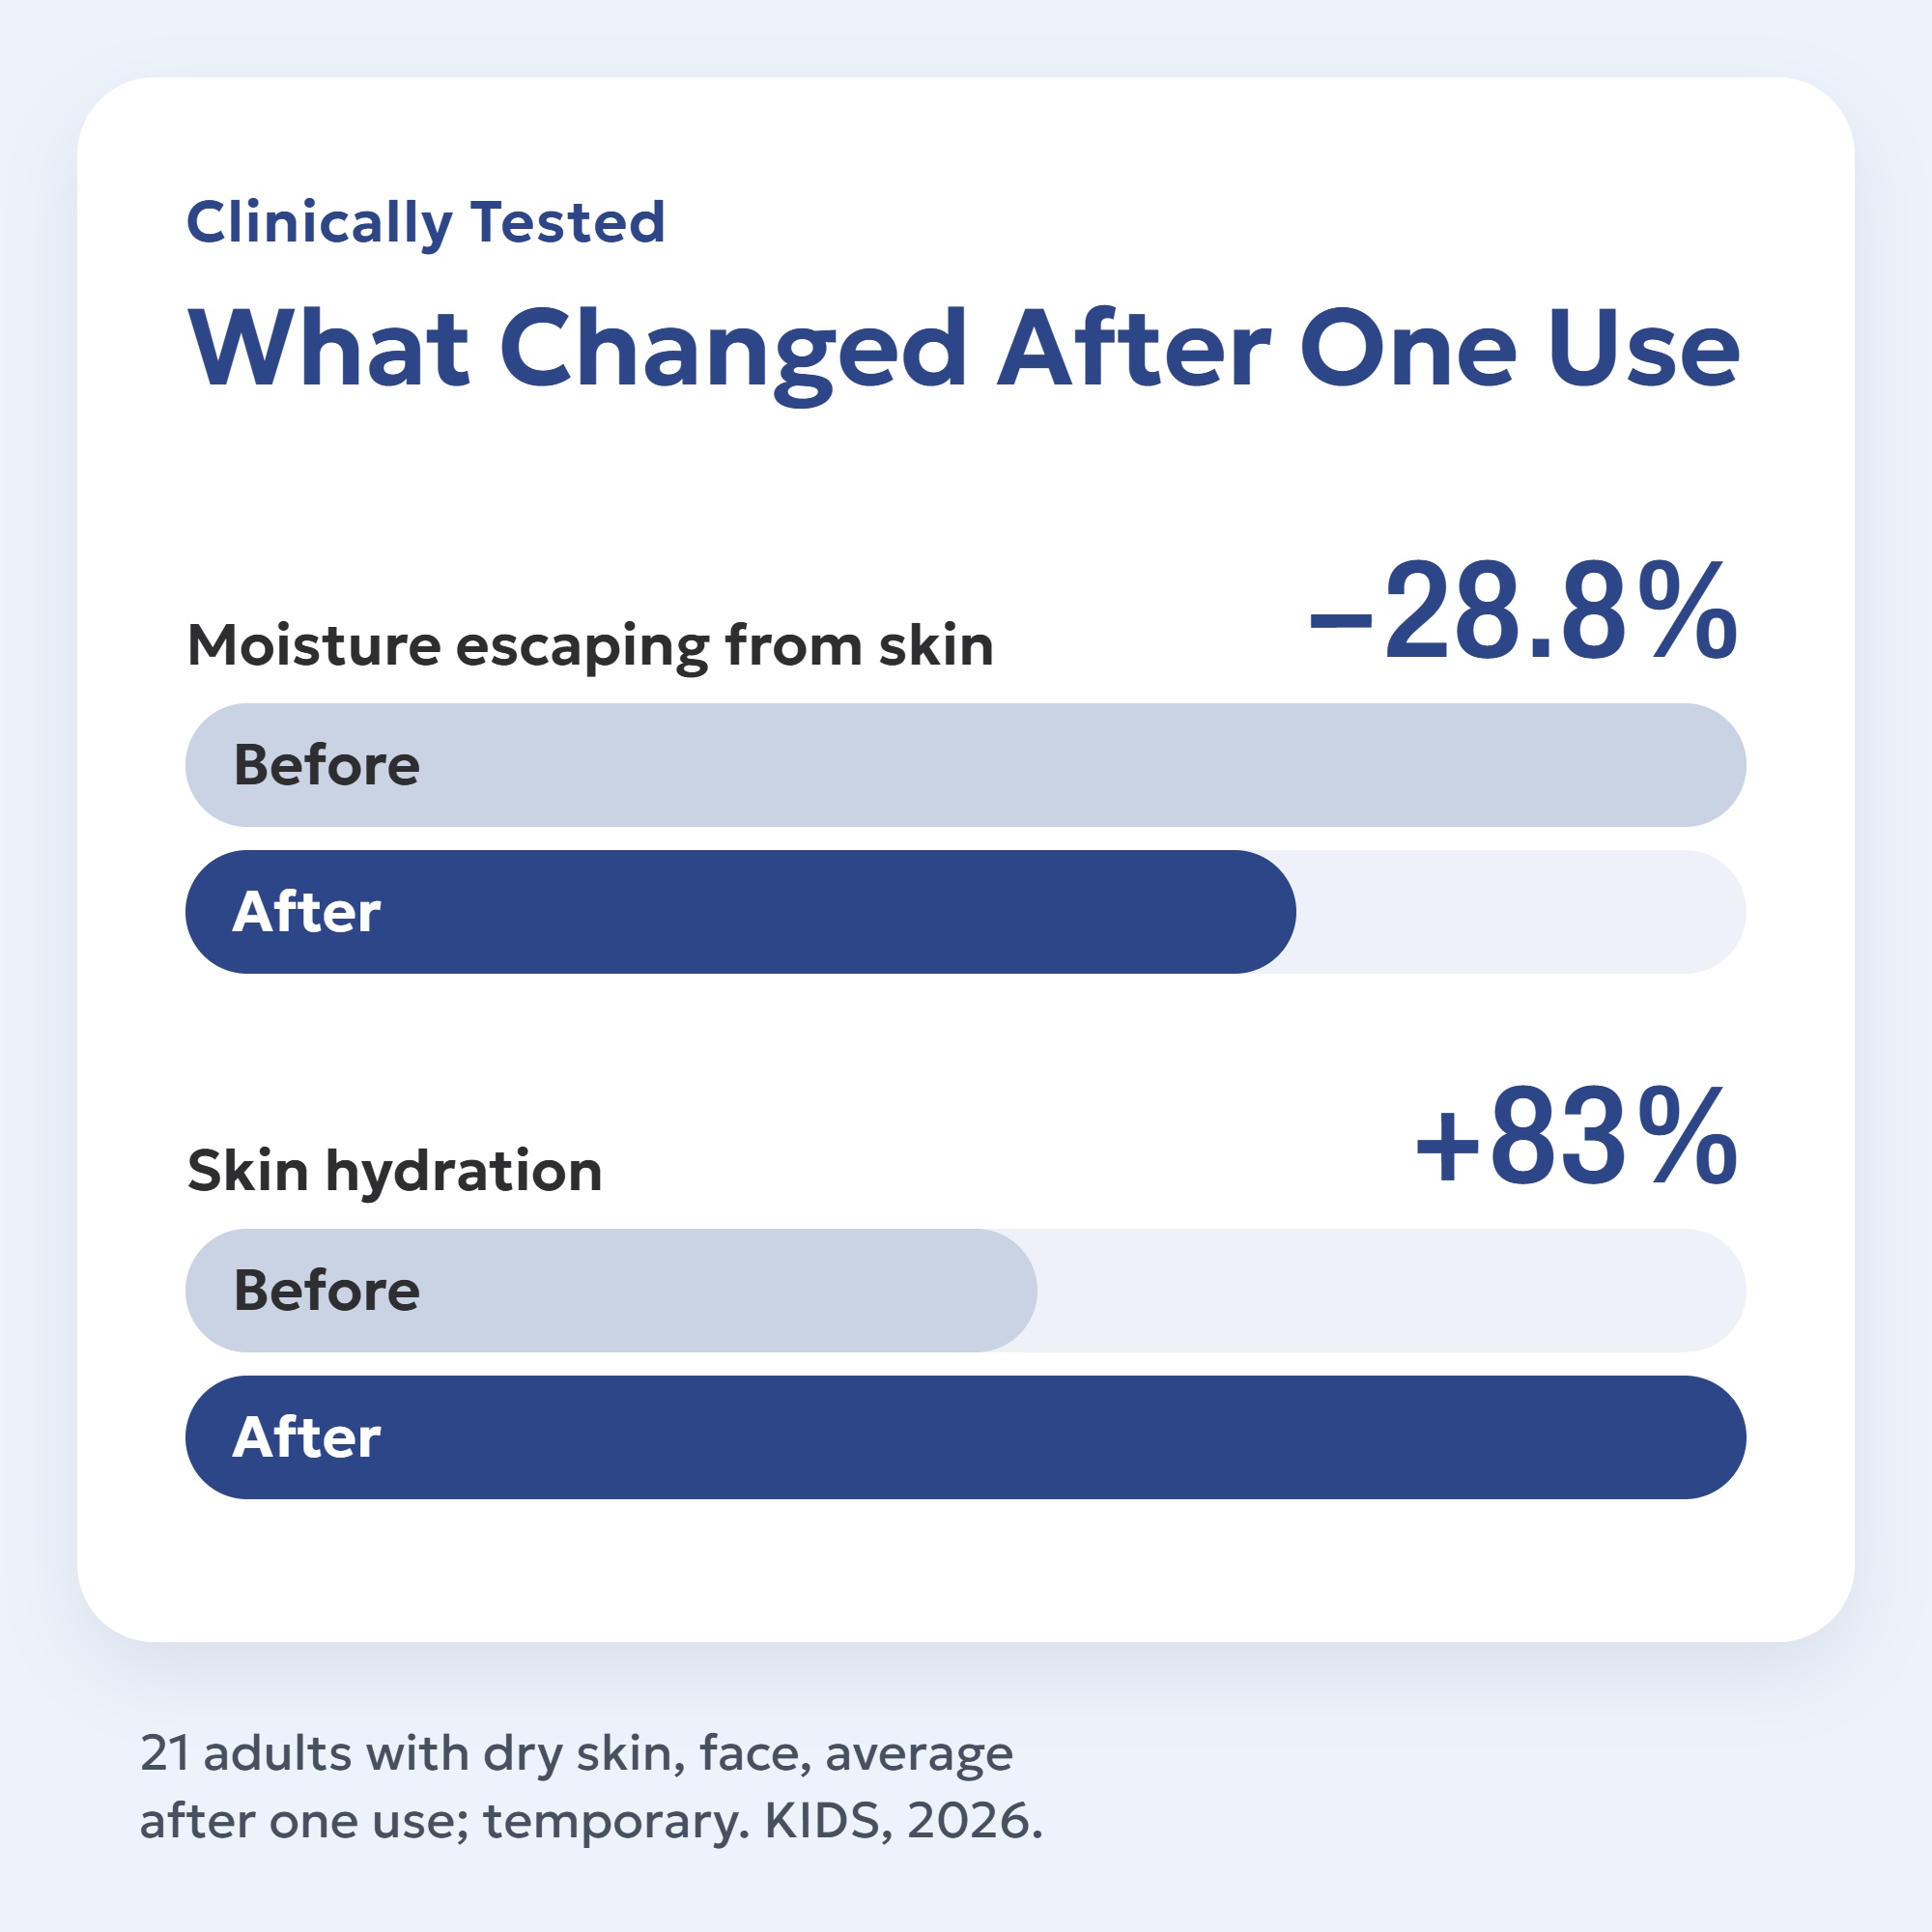 Clinically Tested
What Changed After One Use
Moisture escaping from skin
–28.8%
Before
After
Skin hydration
+83%
Before
After
21 adults with dry skin, face, average
after one use; temporary. KIDS, 2026.